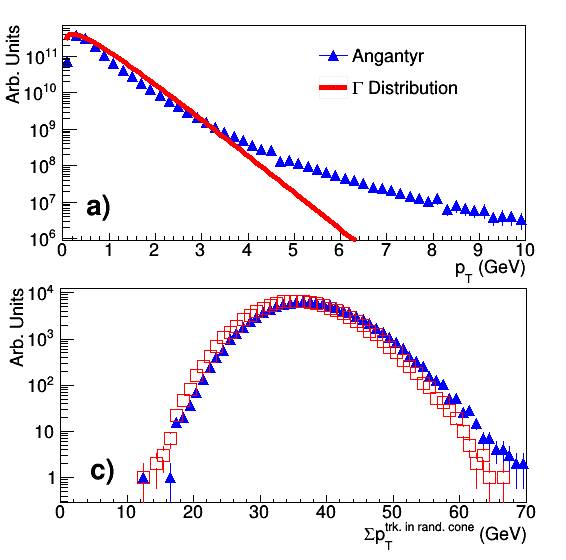 Arb. Units
10^11
10^10
10^9
10^8
10^7
10^6
Angantyr
Γ Distribution
a)
0 1 2 3 4 5 6 7 8 9 10
p_T (GeV)
Arb. Units
10^4
10^3
10^2
10
1
c)
0 10 20 30 40 50 60 70
Σp_T^trk. in rand. cone (GeV)